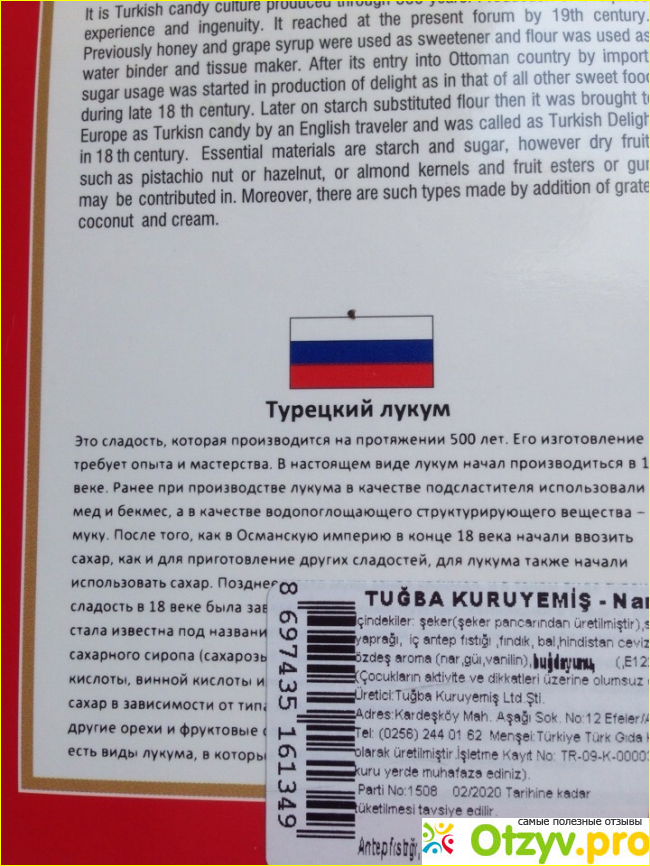 It is Turkish candy culture produced through 500 years.
experience and ingenuity. It reached at the present forum by 19th century.
Previously honey and grape syrup were used as sweetener and flour was used as
water binder and tissue maker. After its entry into Ottoman country by import
sugar usage was started in production of delight as in that of all other sweet food
during late 18 th century. Later on starch substituted flour then it was brought t
Europe as Turkisn candy by an English traveler and was called as Turkish Deligh
in 18 th century. Essential materials are starch and sugar, however dry fruit
such as pistachio nut or hazelnut, or almond kernels and fruit esters or gu
may be contributed in. Moreover, there are such types made by addition of grate
coconut and cream.
Турецкий лукум
Это сладость, которая производится на протяжении 500 лет. Его изготовление
требует опыта и мастерства. В настоящем виде лукум начал производиться в 1
веке. Ранее при производстве лукума в качестве подсластителя использовали
мед и бекмес, а в качестве водопоглощающего структурирующего вещества –
муку. После того, как в Османскую империю в конце 18 века начали ввозить
сахар, как и для приготовление других сладостей, для лукума также начали
использовать сахар. Позднее
сладость в 18 веке была зав
стала известна под названи
сахарного сиропа (сахарозы
кислоты, винной кислоты и
сахар в зависимости от типа
другие орехи и фруктовые
есть виды лукума, в которы
8 697435 161349
TUĞBA KURUYEMİŞ - Nar
İçindekiler: şeker(şeker pancarından üretilmiştir),s
yaprağı, iç antep fıstığı ,fındık, bal,hindistan ceviz
özdeş aroma (nar,gül,vanilin), (,E12
(Çocukların aktivite ve dikkatleri üzerine olumsuz
Üretici:Tuğba Kuruyemiş Ltd.Şti.
Adres:Kardeşköy Mah. Aşağı Sok. No:12 Efeler/A
Tel: (0256) 244 01 62 Menşei:Türkiye Türk Gıda K
olarak üretilmiştir.İşletme Kayıt No: TR-09-K-00003
kuru yerde muhafaza ediniz).
Parti No:1508 02/2020 Tarihine kadar
tüketilmesi tavsiye edilir.
Antepfıstığı,
самые полезные отзывы
Otzyv.pro